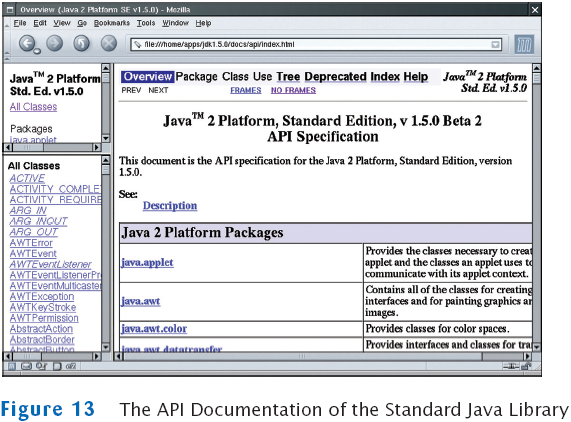 Overview (Java 2 Platform SE v1.5.0) - Mozilla
File Edit View Go Bookmarks Tools Window Help
file:///home/apps/jdk1.5.0/docs/api/index.html
Java™ 2 Platform
Std. Ed. v1.5.0
All Classes
Packages
java.applet
All Classes
ACTIVE
ACTIVITY_COMPLE
ACTIVITY_REQUIRE
ARG_IN
ARG_INOUT
ARG_OUT
AWTError
AWTEvent
AWTEventListener
AWTEventListenerPr
AWTEventMulticaster
AWTException
AWTKeyStroke
AWTPermission
AbstractAction
AbstractBorder
AbstractButton
Overview Package Class Use Tree Deprecated Index Help
Java™ 2 Platform
Std. Ed. v1.5.0
PREV NEXT FRAMES NO FRAMES
Java™ 2 Platform, Standard Edition, v 1.5.0 Beta 2
API Specification
This document is the API specification for the Java 2 Platform, Standard Edition, version
1.5.0.
See:
Description
Java 2 Platform Packages
java.applet
Provides the classes necessary to creat
applet and the classes an applet uses to
communicate with its applet context.
java.awt
Contains all of the classes for creating
interfaces and for painting graphics an
images.
java.awt.color
Provides classes for color spaces.
java.awt.datatransfer
Provides interfaces and classes for tra
Figure 13 The API Documentation of the Standard Java Library